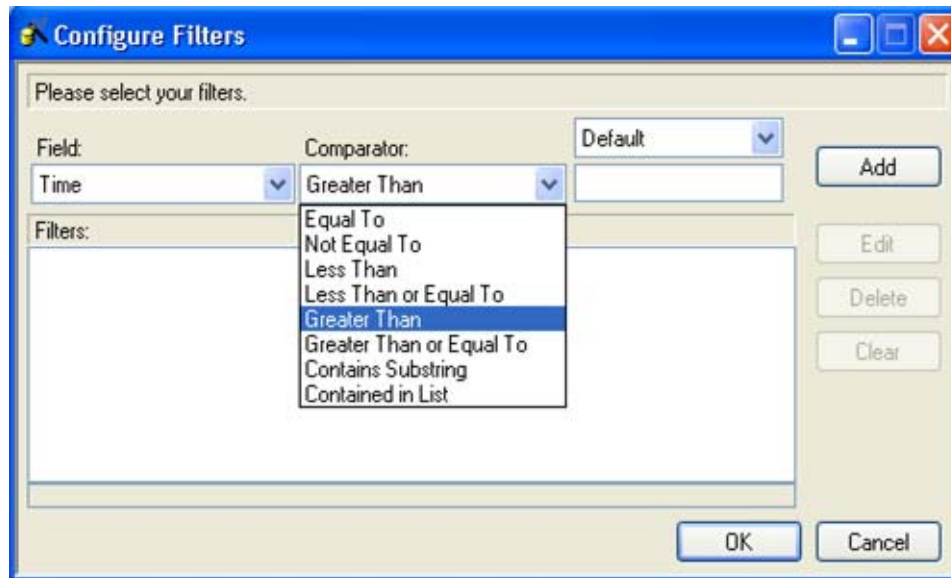 Configure Filters
Please select your filters.
Field:
Comparator:
Default
Time
Greater Than
Add
Filters:
Equal To
Not Equal To
Less Than
Less Than or Equal To
Greater Than
Greater Than or Equal To
Contains Substring
Contained in List
Edit
Delete
Clear
OK
Cancel